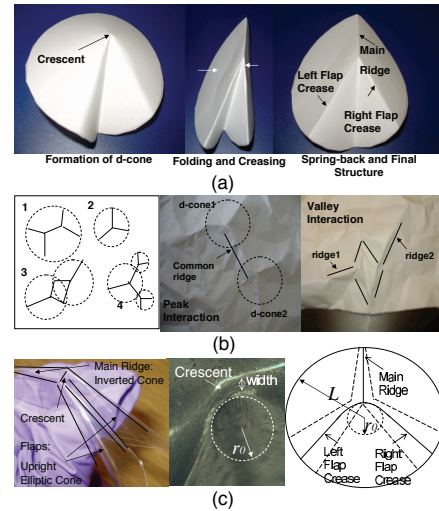 Crescent
Main
Ridge
Left Flap
Crease
Right Flap
Crease
Formation of d-cone
Folding and Creasing
Spring-back and Final
Structure
(a)
1
2
3
4
d-cone1
Common
ridge
Peak
Interaction
d-cone2
Valley
Interaction
ridge1
ridge2
(b)
Main Ridge:
Inverted Cone
Crescent
Flaps:
Upright
Elliptic Cone
Crescent
width
r₀
L
Main
Ridge
r₀
Left
Flap
Crease
Right
Flap
Crease
(c)